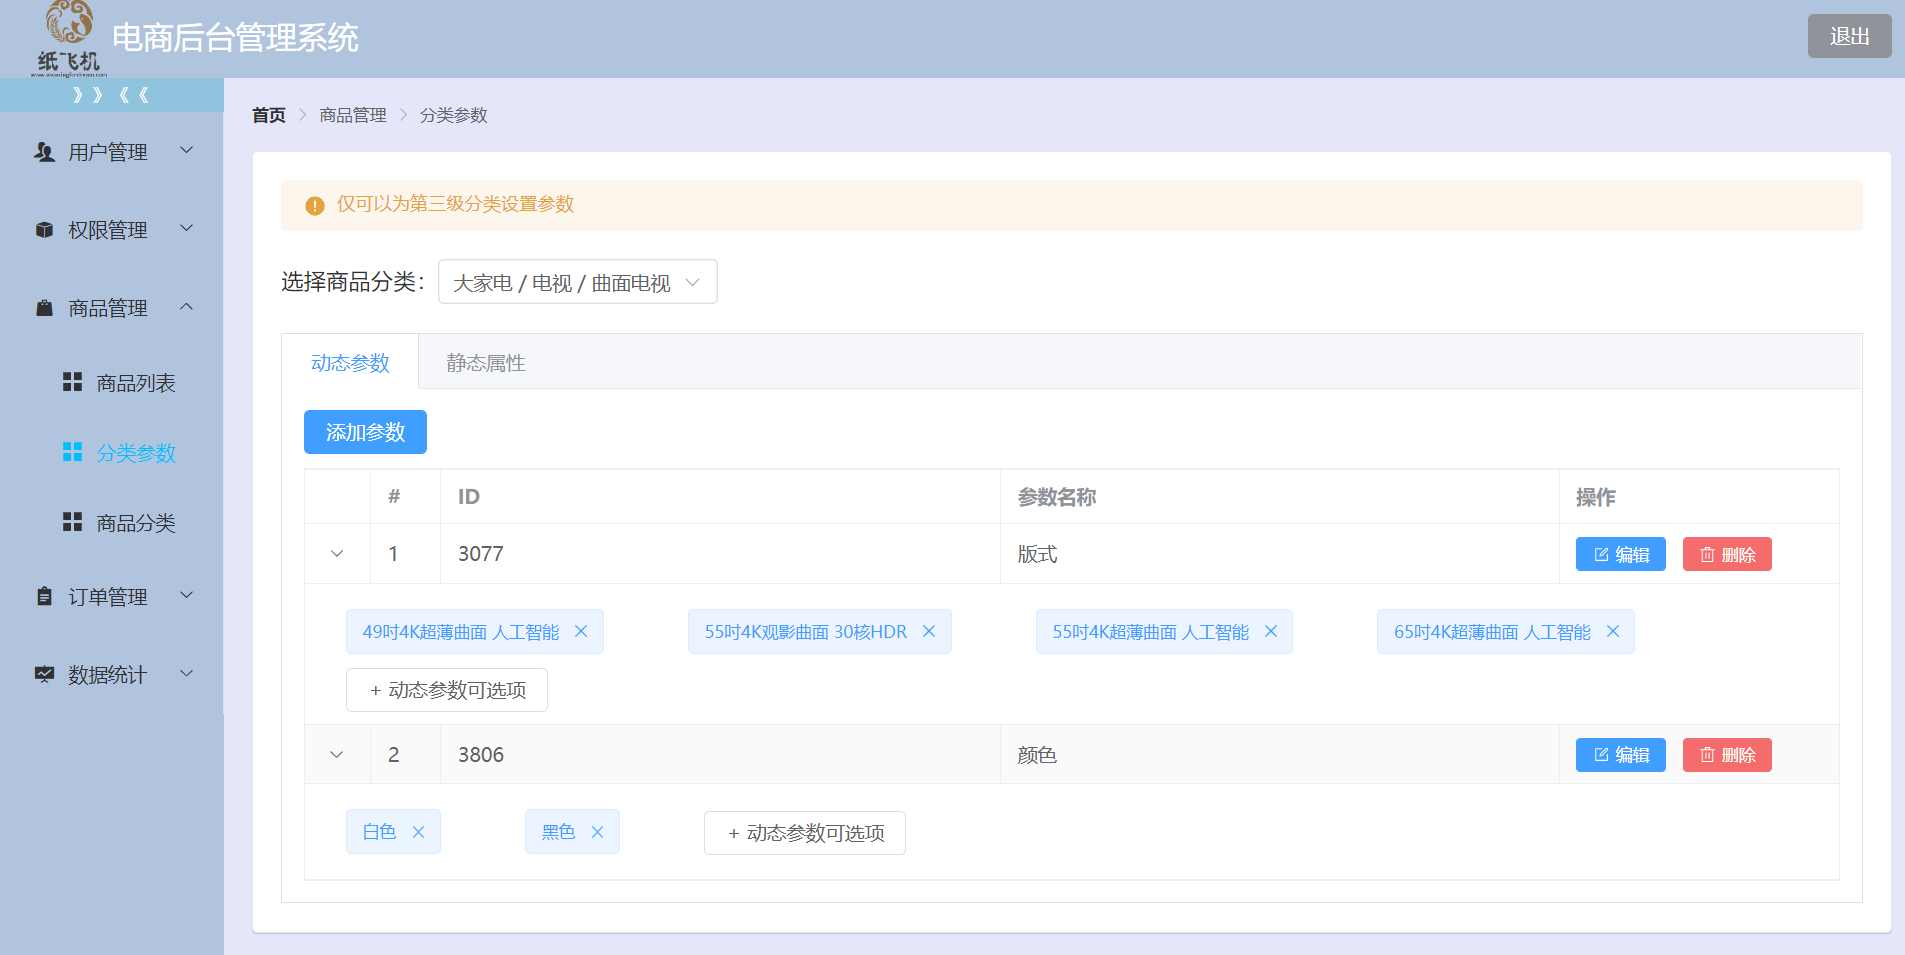 电商后台管理系统
退出
纸飞机
》》《《
首页 商品管理 分类参数
用户管理
权限管理
商品管理
商品列表
分类参数
商品分类
订单管理
数据统计
仅可以为第三级分类设置参数
选择商品分类： 大家电 / 电视 / 曲面电视
动态参数 静态属性
添加参数
# ID 参数名称 操作
1 3077 版式 编辑 删除
49吋4K超薄曲面 人工智能 55吋4K观影曲面 30核HDR 55吋4K超薄曲面 人工智能 65吋4K超薄曲面 人工智能
+ 动态参数可选项
2 3806 颜色 编辑 删除
白色 黑色 + 动态参数可选项